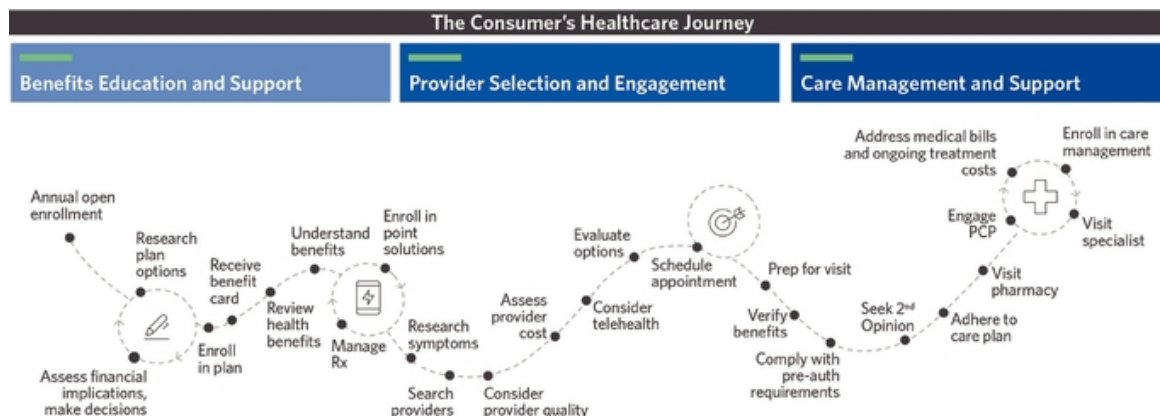 The Consumer's Healthcare Journey
Benefits Education and Support
Provider Selection and Engagement
Care Management and Support
Annual open
enrollment
Research
plan
options
Assess financial
implications,
make decisions
Enroll
in plan
Receive
benefit
card
Review
health
benefits
Understand
benefits
Manage
Rx
Enroll in
point
solutions
Research
symptoms
Search
providers
Consider
provider quality
Assess
provider
cost
Consider
telehealth
Evaluate
options
Schedule
appointment
Prep for visit
Verify
benefits
Comply with
pre-auth
requirements
Seek 2nd
Opinion
Adhere to
care plan
Visit
pharmacy
Engage
PCP
Address medical bills
and ongoing treatment
costs
Enroll in care
management
Visit
specialist